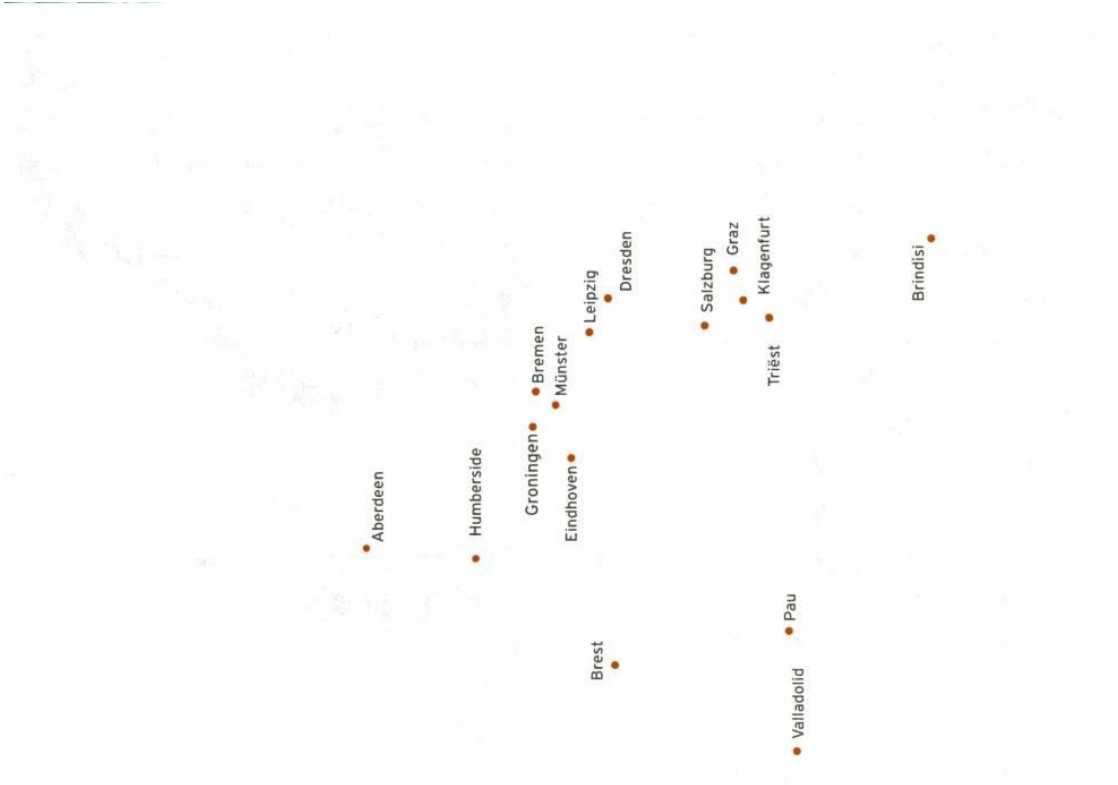 Aberdeen
Humberside
Groningen
Bremen
Münster
Eindhoven
Leipzig
Dresden
Brest
Salzburg
Graz
Klagenfurt
Triëst
Pau
Valladolid
Brindisi